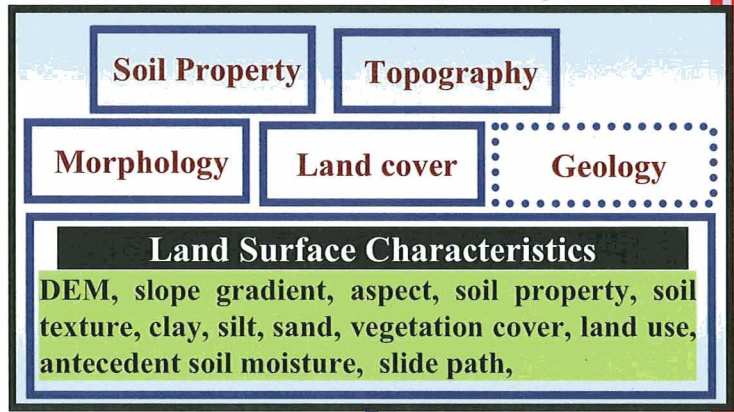 Soil Property
Topography
Morphology
Land cover
Geology
Land Surface Characteristics
DEM, slope gradient, aspect, soil property, soil
texture, clay, silt, sand, vegetation cover, land use,
antecedent soil moisture, slide path,